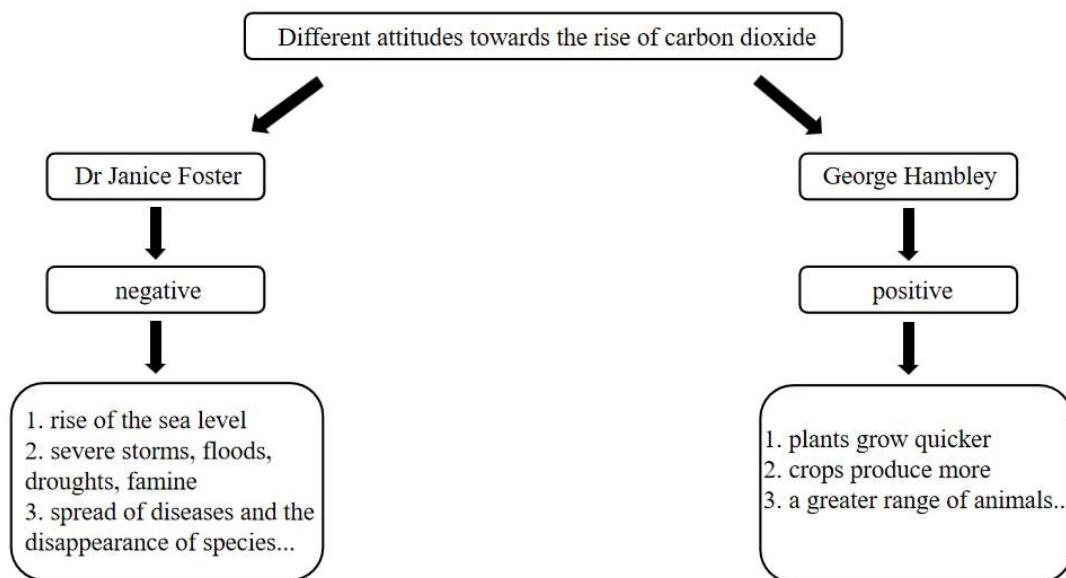 Different attitudes towards the rise of carbon dioxide
Dr Janice Foster
George Hambley
negative
positive
1. rise of the sea level
2. severe storms, floods,
droughts, famine
3. spread of diseases and the
disappearance of species...
1. plants grow quicker
2. crops produce more
3. a greater range of animals...